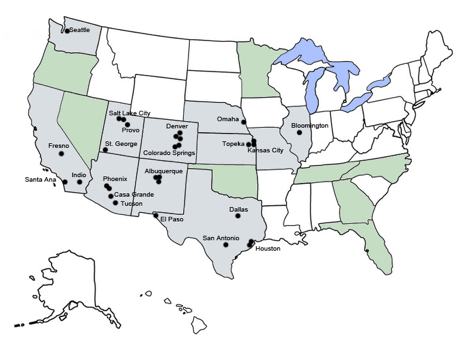 Seattle
Salt Lake City
Provo
Omaha
Denver
Bloomington
Fresno
St. George
Colorado Springs
Topeka
Kansas City
Santa Ana
Indio
Phoenix
Albuquerque
Casa Grande
Tucson
El Paso
Dallas
San Antonio
Houston